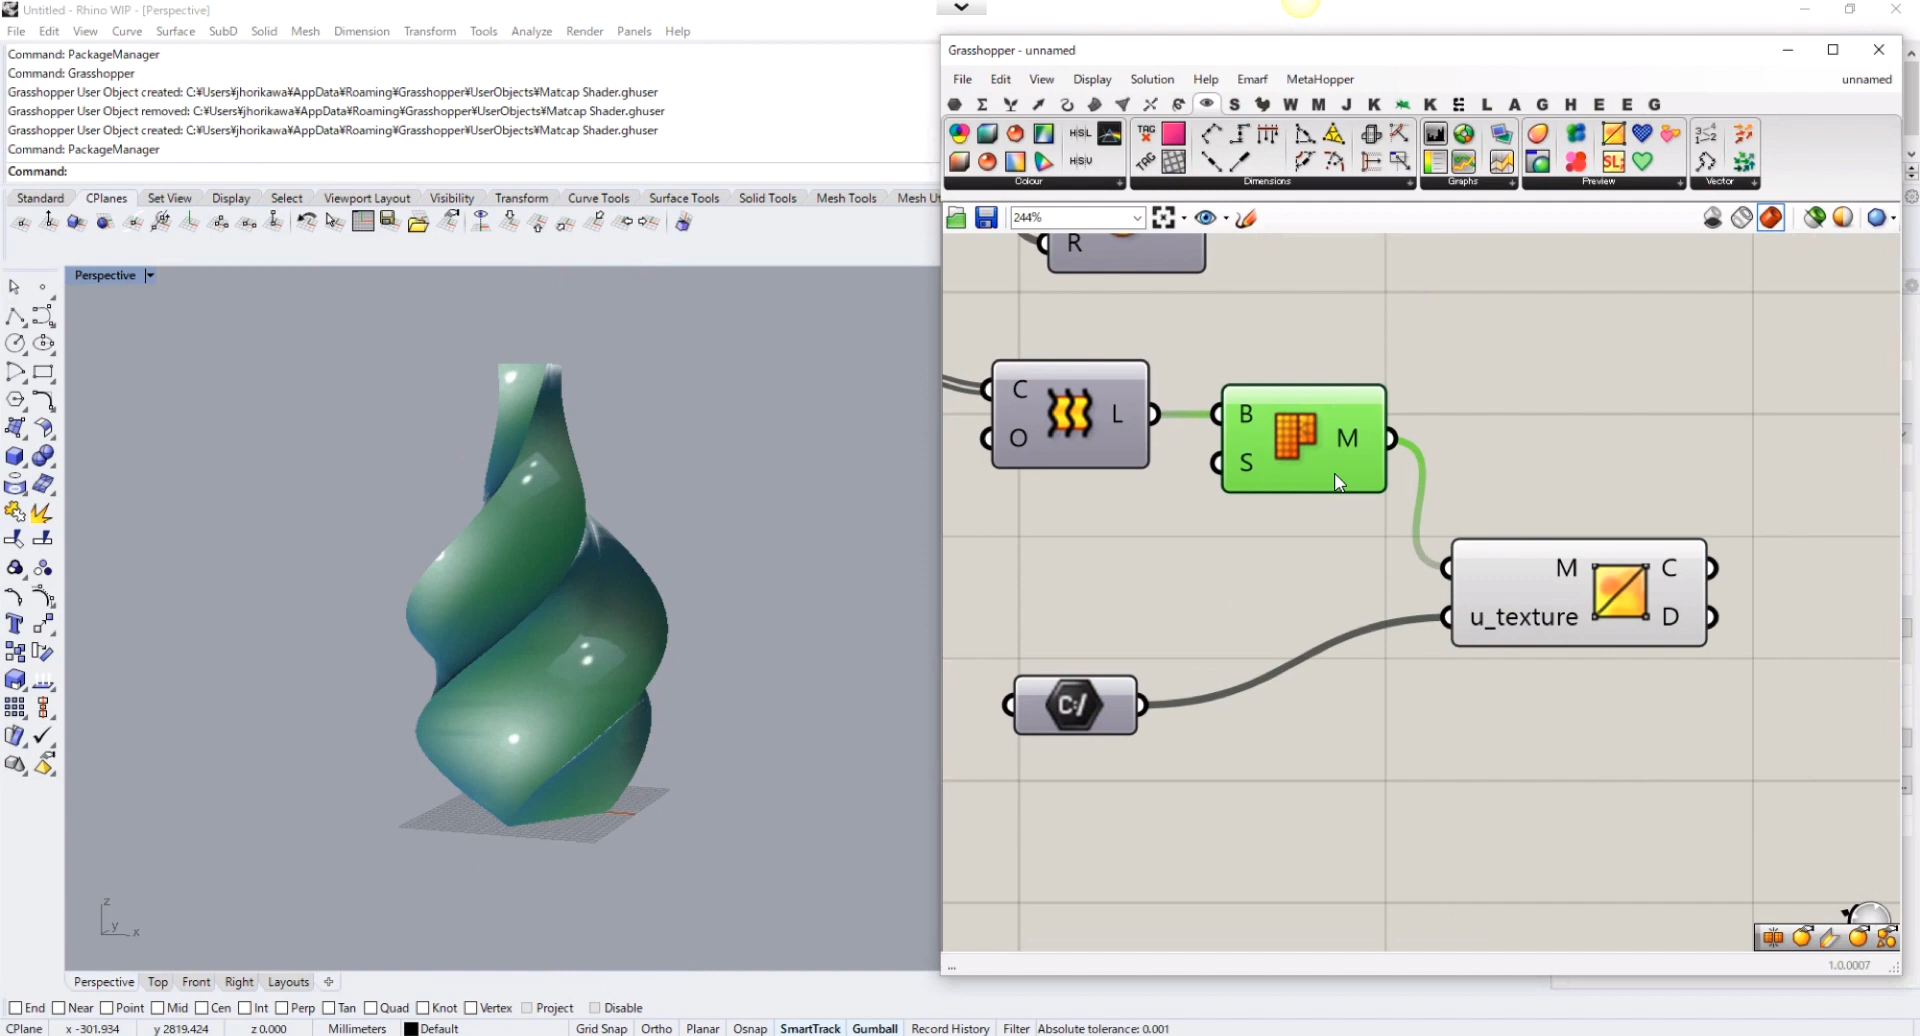 Untitled - Rhino WIP - [Perspective]
File Edit View Curve Surface SubD Solid Mesh Dimension Transform Tools Analyze Render Panels Help
Command: PackageManager
Command: Grasshopper
Grasshopper User Object created: C:¥Users¥jhorikawa¥AppData¥Roaming¥Grasshopper¥UserObjects¥Matcap Shader.ghuser
Grasshopper User Object removed: C:¥Users¥jhorikawa¥AppData¥Roaming¥Grasshopper¥UserObjects¥Matcap Shader.ghuser
Grasshopper User Object created: C:¥Users¥jhorikawa¥AppData¥Roaming¥Grasshopper¥UserObjects¥Matcap Shader.ghuser
Command: PackageManager
Command:
Standard CPlanes Set View Display Select Viewport Layout Visibility Transform Curve Tools Surface Tools Solid Tools Mesh Tools Mesh Ut
Perspective
Grasshopper - unnamed
File Edit View Display Solution Help Emarf MetaHopper unnamed
S W M J K K L A G H E E G
HSL TAG
HSV TAG
Colour Dimensions Graphs Preview Vector
244%
R
C L
O
B M
S
M C
u_texture D
C:/
z
y x
1.0.0007
Perspective Top Front Right Layouts
End Near Point Mid Cen Int Perp Tan Quad Knot Vertex Project Disable
CPlane x -301.934 y 2819.424 z 0.000 Millimeters Default Grid Snap Ortho Planar Osnap SmartTrack Gumball Record History Filter Absolute tolerance: 0.001